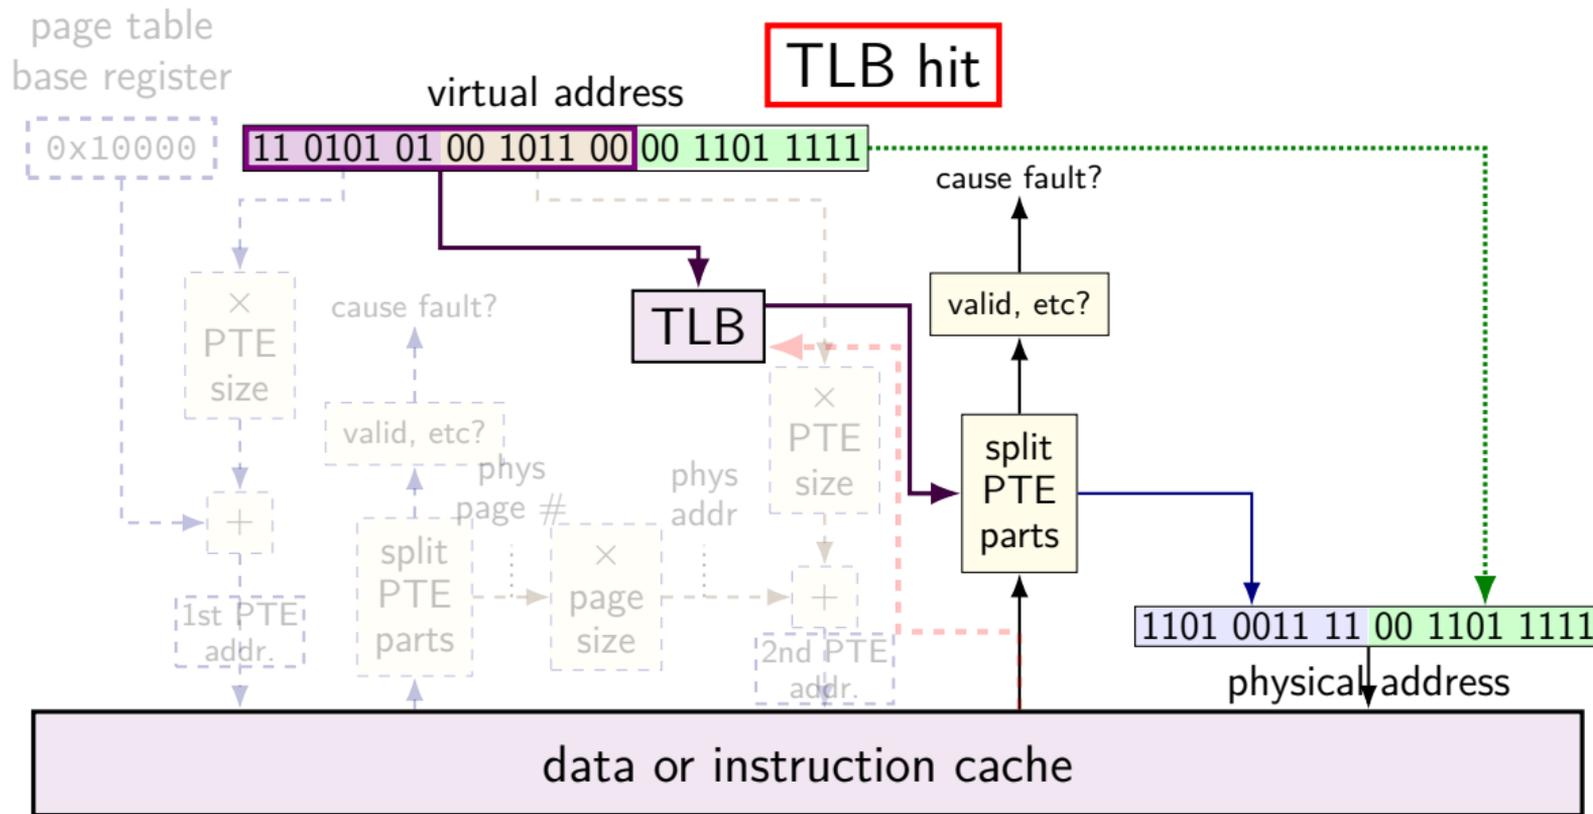 page table
base register
0x10000
virtual address
TLB hit
11 0101 01 00 1011 00 00 1101 1111
cause fault?
valid, etc?
TLB
×
PTE
size
cause fault?
valid, etc?
×
PTE
size
split
PTE
parts
phys
page #
phys
addr
+
split
PTE
parts
×
page
size
+
1st PTE
addr.
2nd PTE
addr.
1101 0011 11 00 1101 1111
physical address
data or instruction cache